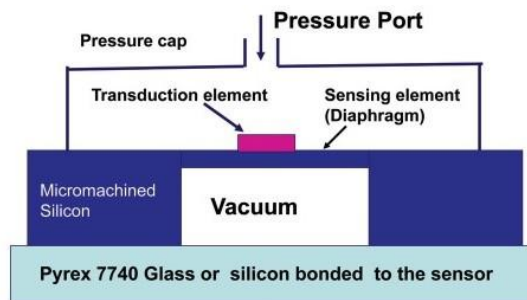 Pressure Port
Pressure cap
Transduction element
Sensing element
(Diaphragm)
Micromachined
Silicon
Vacuum
Pyrex 7740 Glass or silicon bonded to the sensor